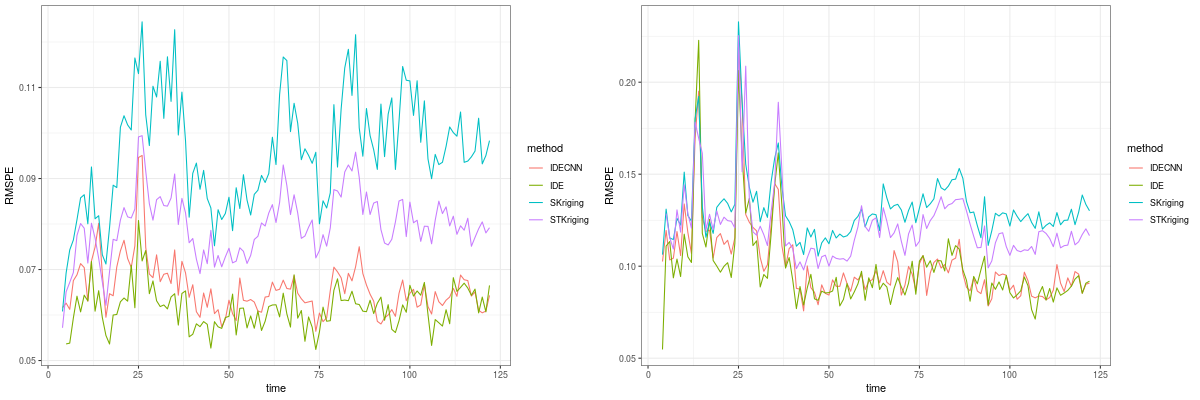 RMSPE
0.11
0.09
0.07
0.05
0
25
50
75
100
125
time
method
IDECNN
IDE
SKriging
STKriging
RMSPE
0.20
0.15
0.10
0.05
0
25
50
75
100
125
time
method
IDECNN
IDE
SKriging
STKriging